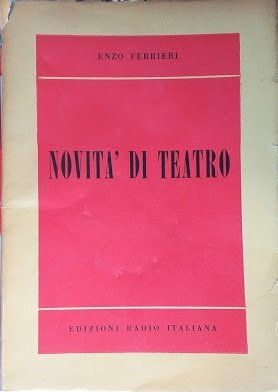 ENZO FERRIERI
NOVITA' DI TEATRO
EDIZIONI RADIO ITALIANA